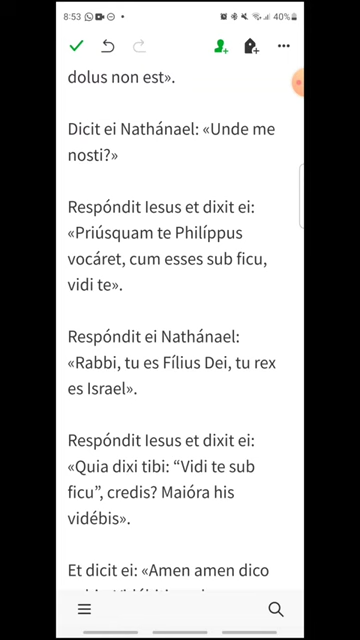 8:53
40%
dolus non est».
Dicit ei Nathánael: «Unde me
nosti?»
Respóndit Iesus et dixit ei:
«Priúsquam te Philíppus
vocáret, cum esses sub ficu,
vidi te».
Respóndit ei Nathánael:
«Rabbi, tu es Fílius Dei, tu rex
es Israel».
Respóndit Iesus et dixit ei:
«Quia dixi tibi: “Vidi te sub
ficu”, credis? Maióra his
vidébis».
Et dicit ei: «Amen amen dico